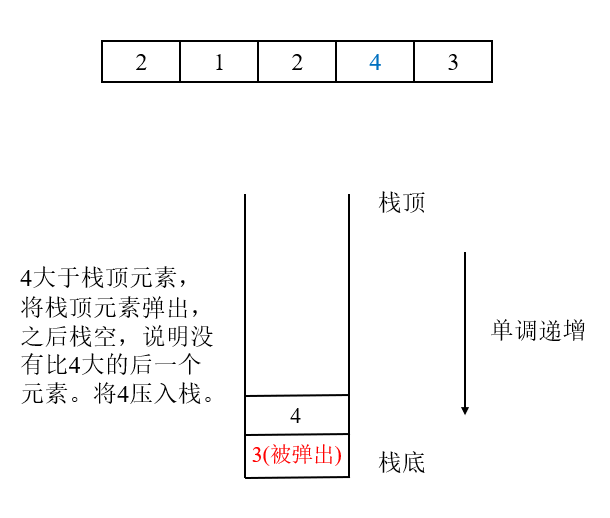 2 1 2 4 3
栈顶
4大于栈顶元素，
将栈顶元素弹出，
之后栈空，说明没
有比4大的后一个
元素。将4压入栈。
单调递增
4
3(被弹出)
栈底